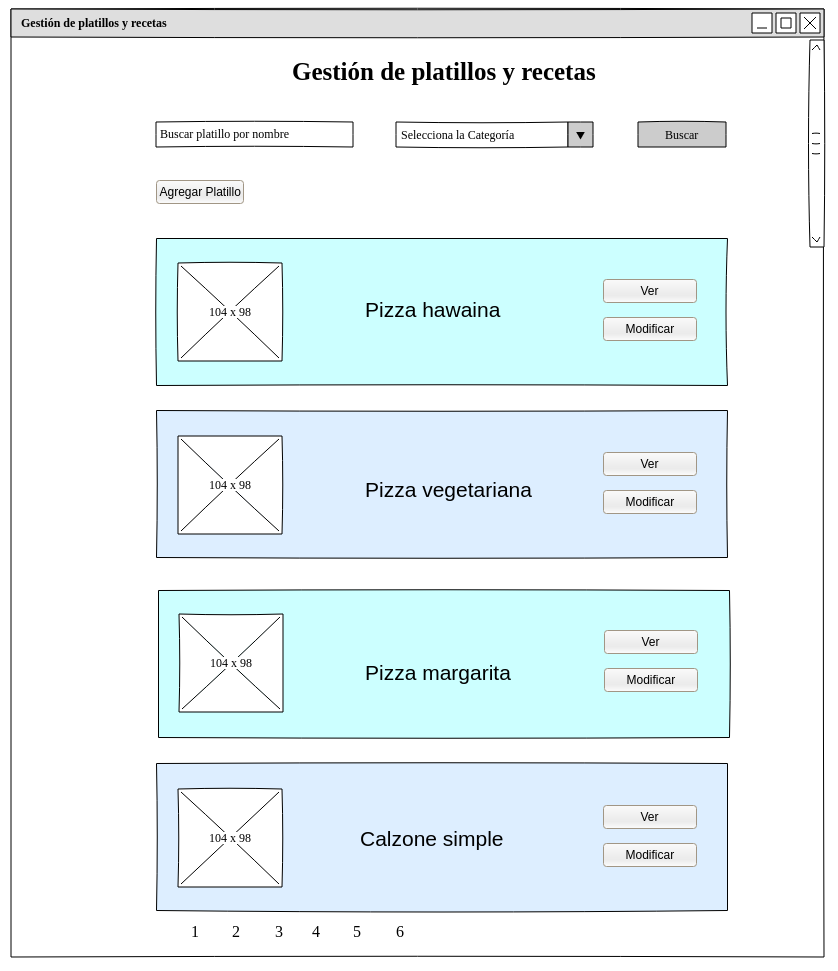 Gestión de platillos y recetas
Gestión de platillos y recetas
Buscar platillo por nombre
Selecciona la Categoría
Buscar
Agregar Platillo
104 x 98
Pizza hawaina
Ver
Modificar
104 x 98
Pizza vegetariana
Ver
Modificar
104 x 98
Pizza margarita
Ver
Modificar
104 x 98
Calzone simple
Ver
Modificar
1 2 3 4 5 6